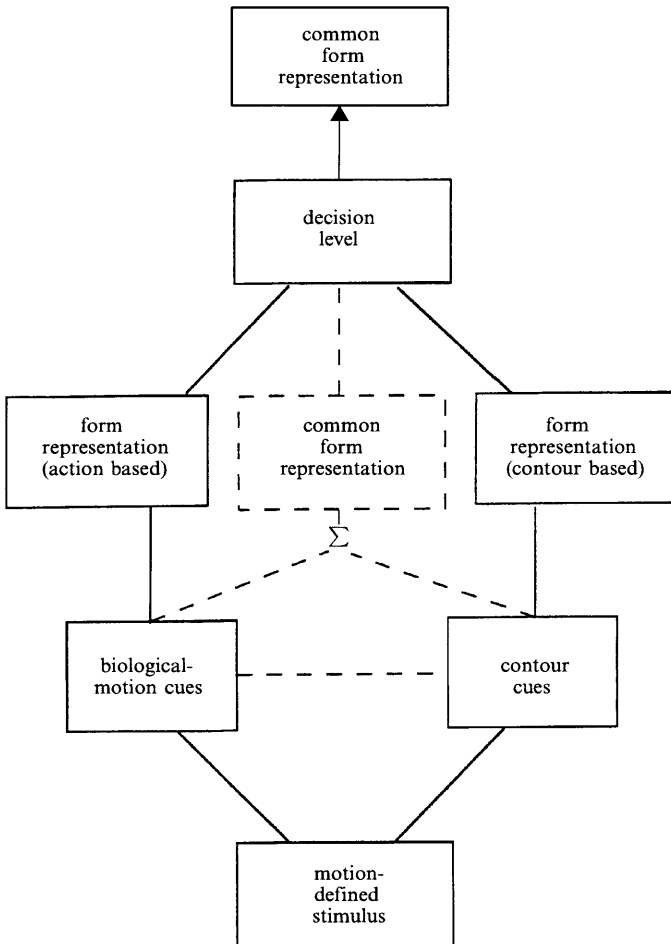 common
form
representation
decision
level
form
representation
(action based)
common
form
representation
form
representation
(contour based)
Σ
biological-
motion cues
contour
cues
motion-
defined
stimulus